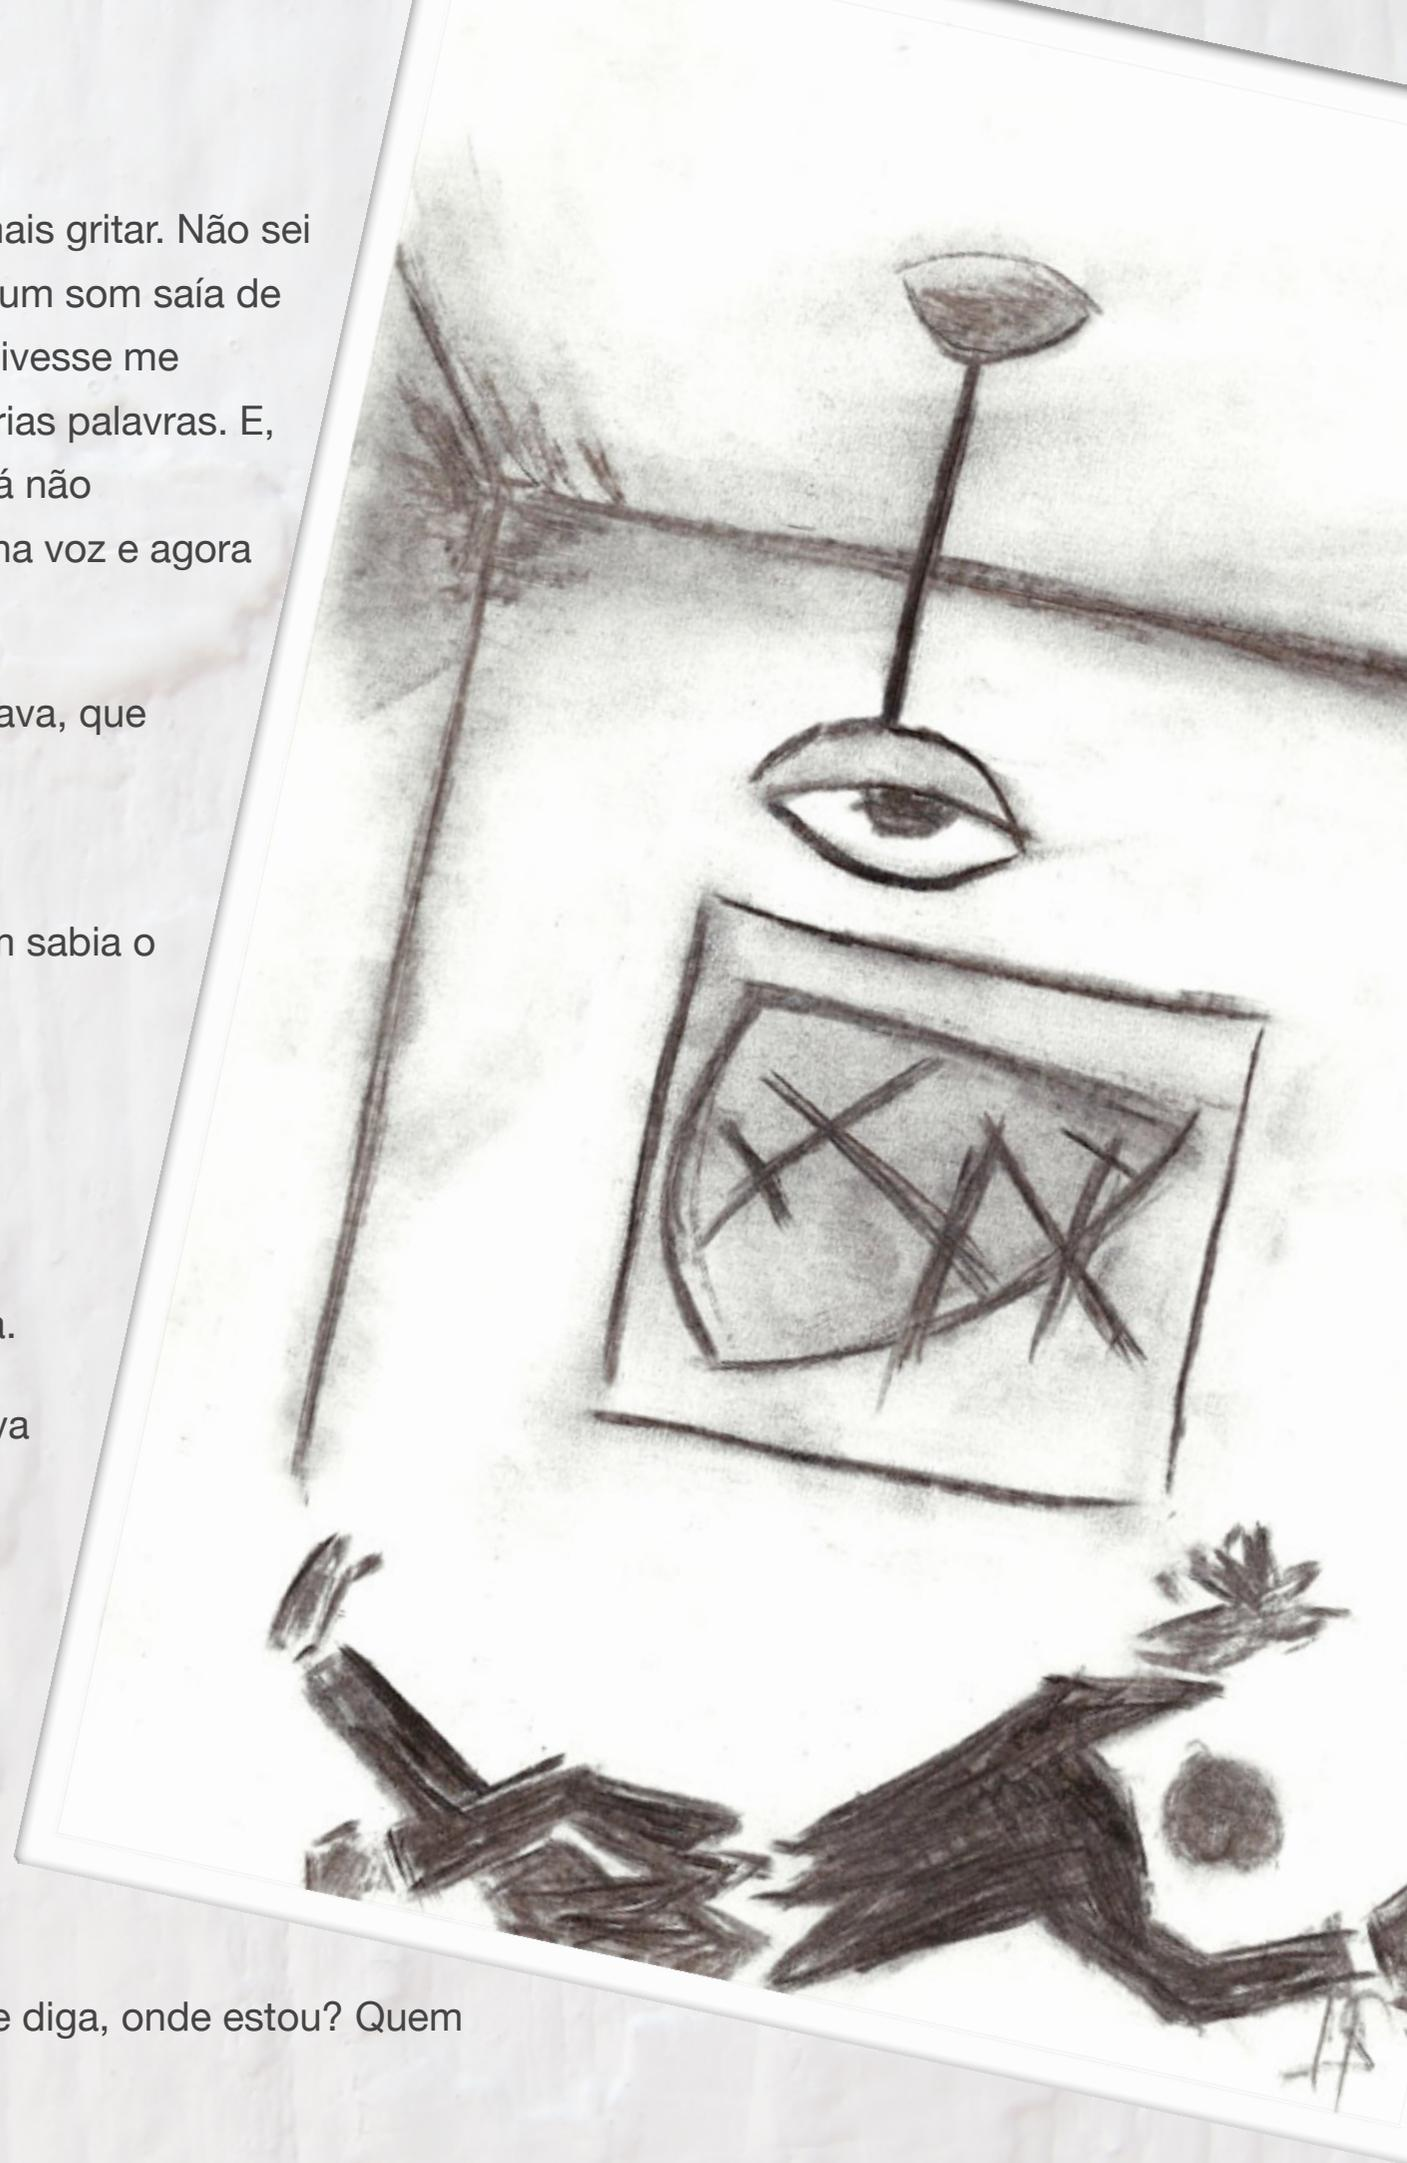 ais gritar. Não sei
um som saía de
ivesse me
rias palavras. E,
á não
na voz e agora
ava, que
sabia o
a.
va
e diga, onde estou? Quem